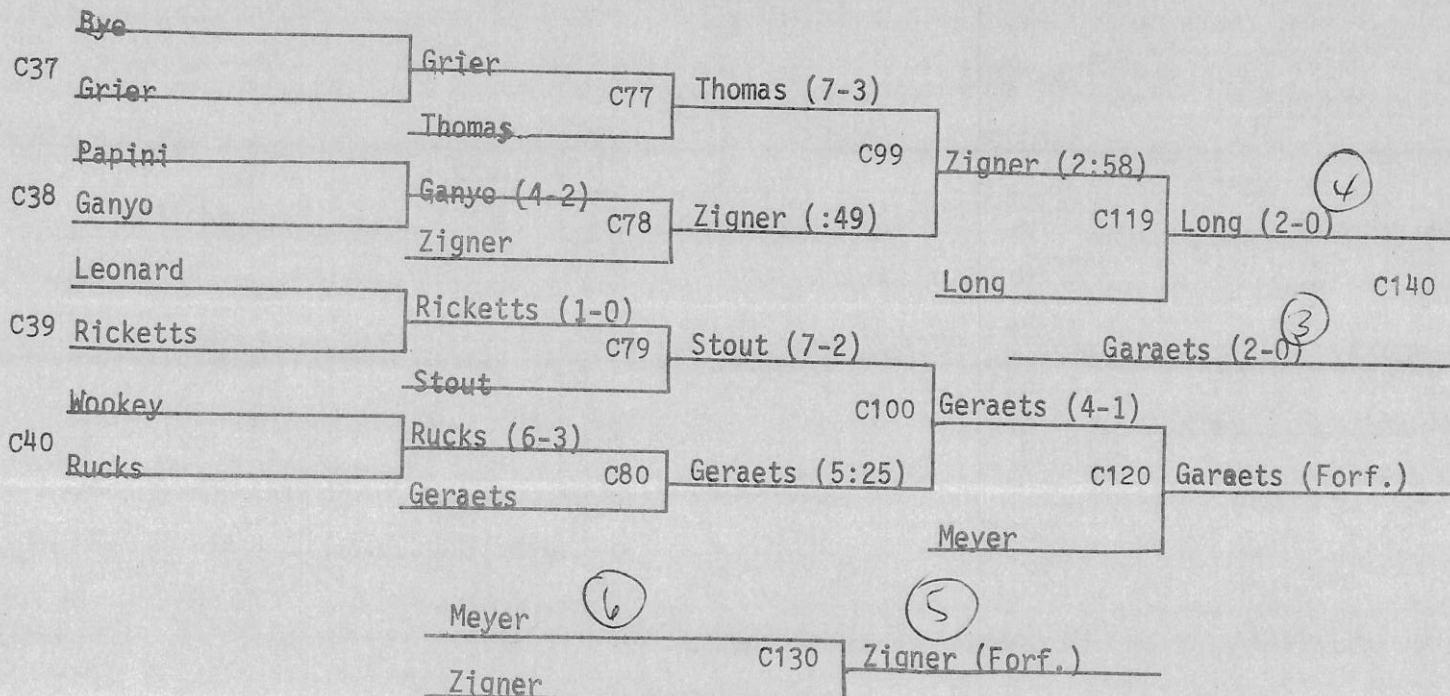 Bye
C37
Grier
Grier
C77
Thomas (7-3)
Thomas
Papini
C99
Zigner (2:58)
C38
Ganyo
Ganyo (4-2)
C78
Zigner (:49)
C119
Long (2-0)
4
Zigner
Leonard
Long
C140
C39
Ricketts
Ricketts (1-0)
C79
Stout (7-2)
Garaets (2-0)
3
Stout
Wookey
C100
Geraets (4-1)
C40
Rucks
Rucks (6-3)
C80
Geraets (5:25)
C120
Garaets (Forf.)
Geraets
Meyer
Meyer
6
5
C130
Zigner (Forf.)
Zigner